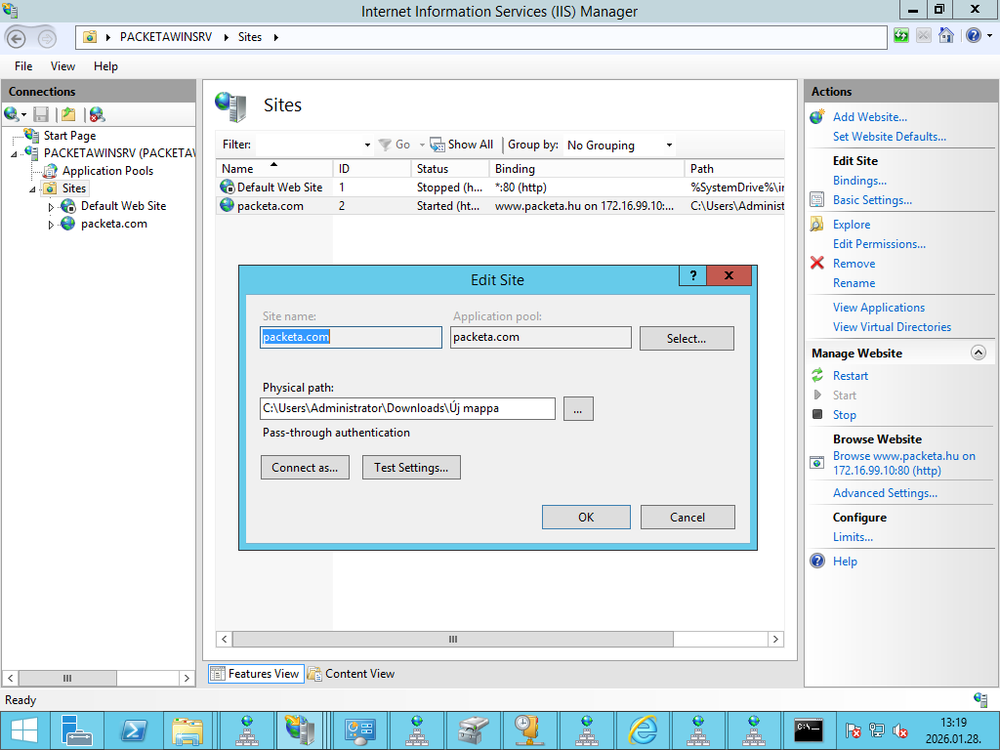 Internet Information Services (IIS) Manager
PACKETAWINSRV
Sites
File
View
Help
Connections
Start Page
PACKETAWINSRV (PACKETAW
Application Pools
Sites
Default Web Site
packeta.com
Sites
Filter:
Go
Show All
Group by:
No Grouping
Name
ID
Status
Binding
Path
Default Web Site
1
Stopped (h...
*:80 (http)
%SystemDrive%\in
packeta.com
2
Started (ht...
www.packeta.hu on 172.16.99.10:...
C:\Users\Administ
Edit Site
?
Site name:
Application pool:
packeta.com
packeta.com
Select...
Physical path:
C:\Users\Administrator\Downloads\Új mappa
...
Pass-through authentication
Connect as...
Test Settings...
OK
Cancel
Features View
Content View
Actions
Add Website...
Set Website Defaults...
Edit Site
Bindings...
Basic Settings...
Explore
Edit Permissions...
Remove
Rename
View Applications
View Virtual Directories
Manage Website
Restart
Start
Stop
Browse Website
Browse www.packeta.hu on
172.16.99.10:80 (http)
Advanced Settings...
Configure
Limits...
Help
Ready
13:19
2026.01.28.